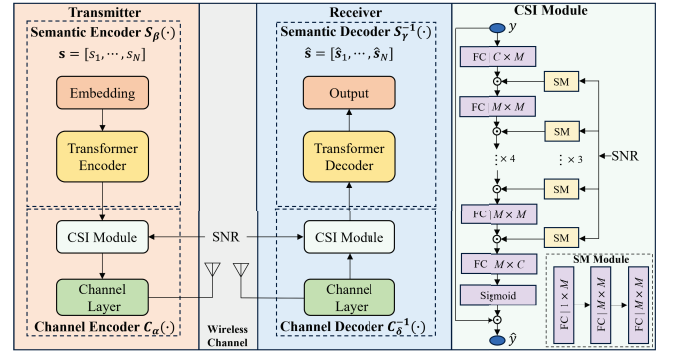 Transmitter
Semantic Encoder S_β(·)
s = [s_1, ⋯, s_N]
Embedding
Transformer
Encoder
CSI Module
Channel
Layer
Channel Encoder C_α(·)
SNR
Wireless
Channel
Receiver
Semantic Decoder S_γ^{-1}(·)
ŝ = [ŝ_1, ⋯, ŝ_N]
Output
Transformer
Decoder
CSI Module
Channel
Layer
Channel Decoder C_δ^{-1}(·)
CSI Module
y
FC | C × M
SM
FC | M × M
SM
⋮ × 4
⋮ × 3
SNR
SM
FC | M × M
SM
FC | M × C
Sigmoid
ŷ
SM Module
FC | 1 × M
FC | M × M
FC | M × M